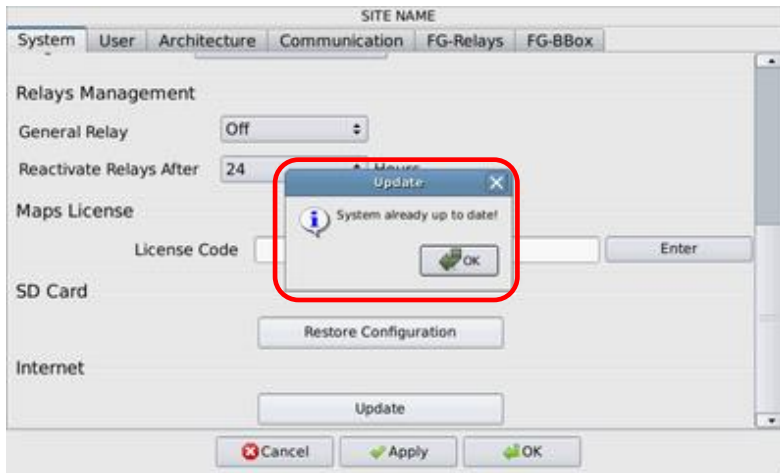 SITE NAME
System User Architecture Communication FG-Relays FG-BBox
Relays Management
General Relay Off
Reactivate Relays After 24 Hours
Update
System already up to date!
OK
Maps License
License Code Enter
SD Card
Restore Configuration
Internet
Update
Cancel Apply OK